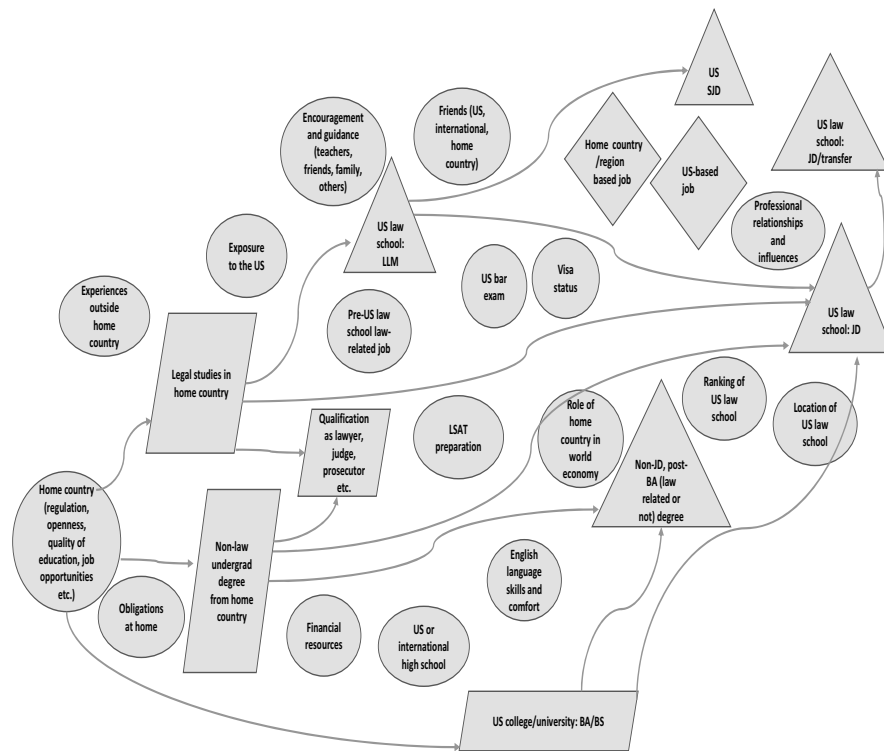 US
SJD
US law
school:
JD/transfer
Encouragement
and guidance
(teachers,
friends, family,
others)
Friends (US,
international,
home
country)
Home country
/region
based job
US-based
job
Professional
relationships
and
influences
US law
school:
LLM
Exposure
to the US
US bar
exam
Visa
status
Experiences
outside
home
country
Pre-US law
school law-
related job
US law
school: JD
Legal studies in
home country
Ranking of
US law
school
Location of
US law
school
Qualification
as lawyer,
judge,
prosecutor
etc.
LSAT
preparation
Role of
home
country in
world
economy
Non-JD, post-
BA (law
related or
not) degree
Home country
(regulation,
openness,
quality of
education, job
opportunities
etc.)
Non-law
undergrad
degree
from home
country
English
language
skills and
comfort
Obligations
at home
Financial
resources
US or
international
high school
US college/university: BA/BS